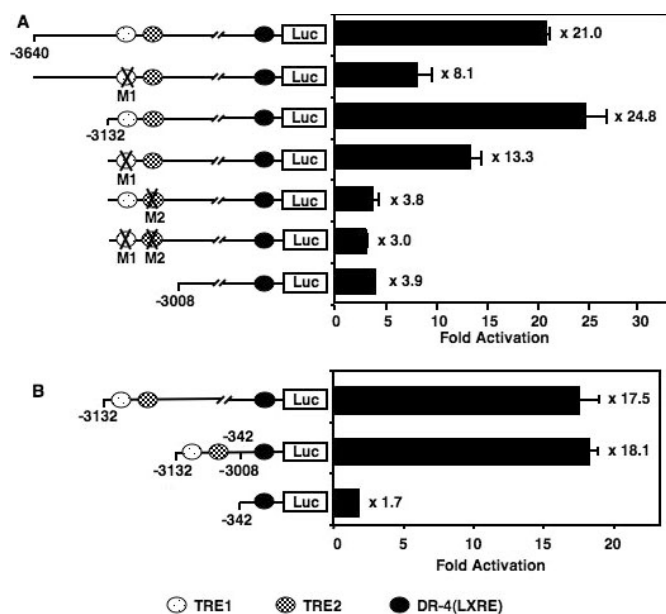 A
Luc
x 21.0
-3640
Luc
x 8.1
M1
Luc
x 24.8
-3132
Luc
x 13.3
M1
Luc
x 3.8
M2
Luc
x 3.0
M1 M2
Luc
x 3.9
-3008
0 5 10 15 20 25 30
Fold Activation
B
Luc
x 17.5
-3132
-342
Luc
x 18.1
-3132 -3008
Luc
x 1.7
-342
0 5 10 15 20
Fold Activation
TRE1 TRE2 DR-4(LXRE)